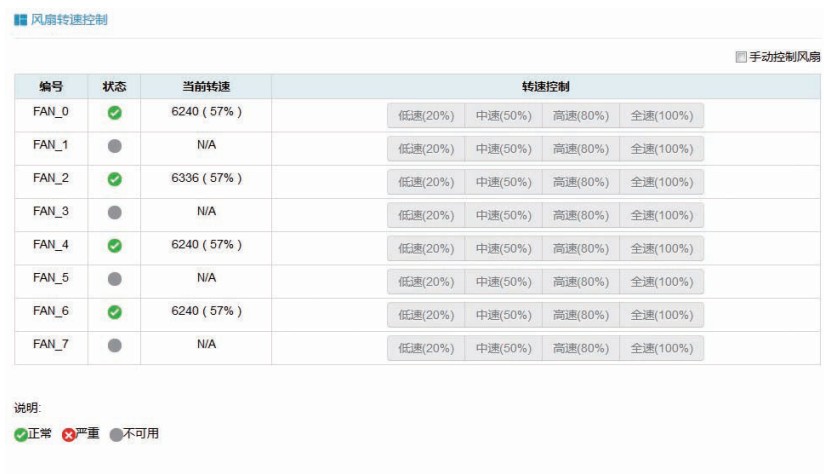 风扇转速控制
手动控制风扇
编号 状态 当前转速 转速控制
FAN_0 6240 ( 57% ) 低速(20%) 中速(50%) 高速(80%) 全速(100%)
FAN_1 N/A 低速(20%) 中速(50%) 高速(80%) 全速(100%)
FAN_2 6336 ( 57% ) 低速(20%) 中速(50%) 高速(80%) 全速(100%)
FAN_3 N/A 低速(20%) 中速(50%) 高速(80%) 全速(100%)
FAN_4 6240 ( 57% ) 低速(20%) 中速(50%) 高速(80%) 全速(100%)
FAN_5 N/A 低速(20%) 中速(50%) 高速(80%) 全速(100%)
FAN_6 6240 ( 57% ) 低速(20%) 中速(50%) 高速(80%) 全速(100%)
FAN_7 N/A 低速(20%) 中速(50%) 高速(80%) 全速(100%)
说明:
正常 严重 不可用